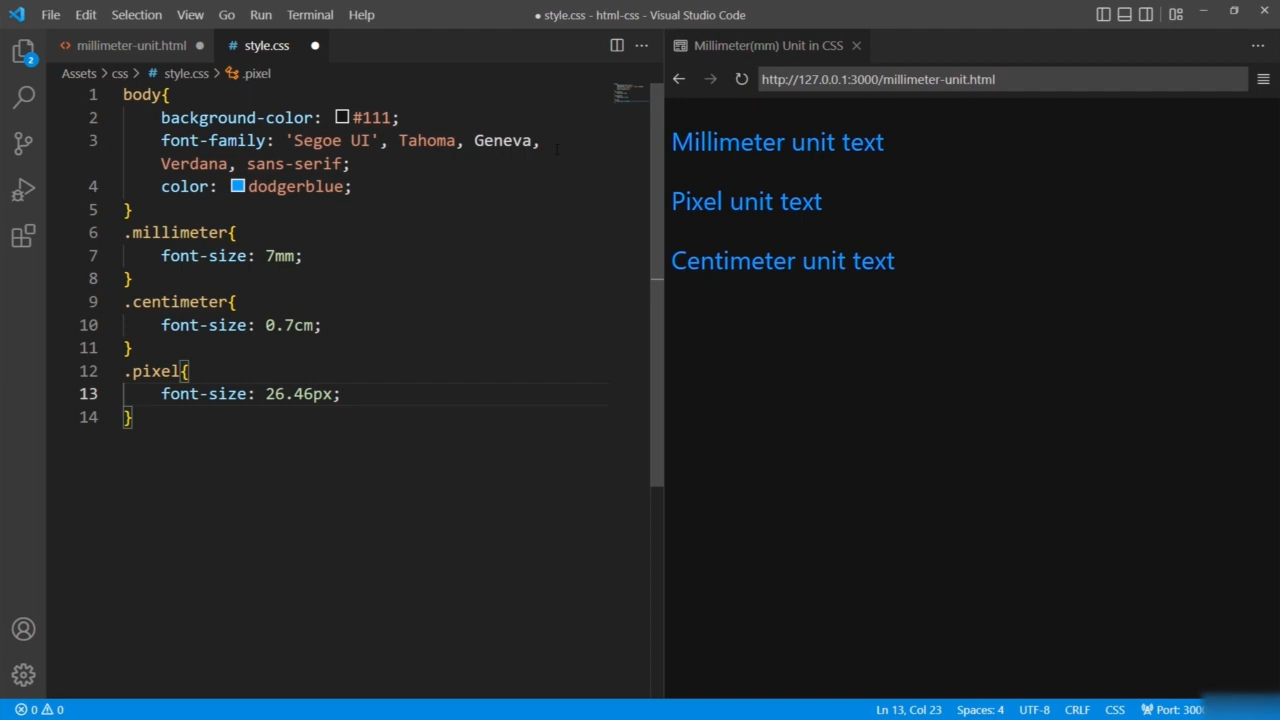 File Edit Selection View Go Run Terminal Help
● style.css - html-css - Visual Studio Code
millimeter-unit.html
# style.css
Millimeter(mm) Unit in CSS
Assets > css > # style.css > .pixel
http://127.0.0.1:3000/millimeter-unit.html
2
1 body{
2 background-color: #111;
3 font-family: 'Segoe UI', Tahoma, Geneva,
Verdana, sans-serif;
4 color: dodgerblue;
5 }
6 .millimeter{
7 font-size: 7mm;
8 }
9 .centimeter{
10 font-size: 0.7cm;
11 }
12 .pixel{
13 font-size: 26.46px;
14 }
Millimeter unit text
Pixel unit text
Centimeter unit text
0 0
Ln 13, Col 23
Spaces: 4
UTF-8
CRLF
CSS
Port: